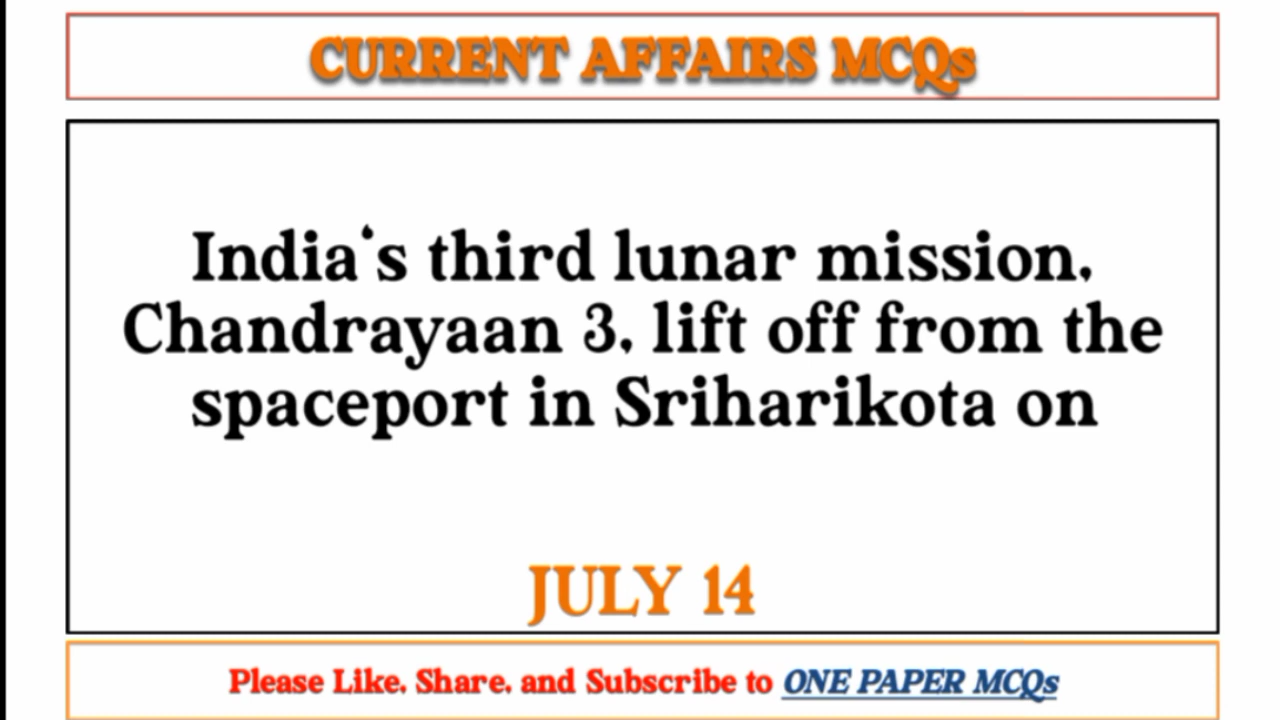 CURRENT AFFAIRS MCQs
India‘s third lunar mission,
Chandrayaan 3, lift off from the
spaceport in Sriharikota on
JULY 14
Please Like, Share, and Subscribe to ONE PAPER MCQs